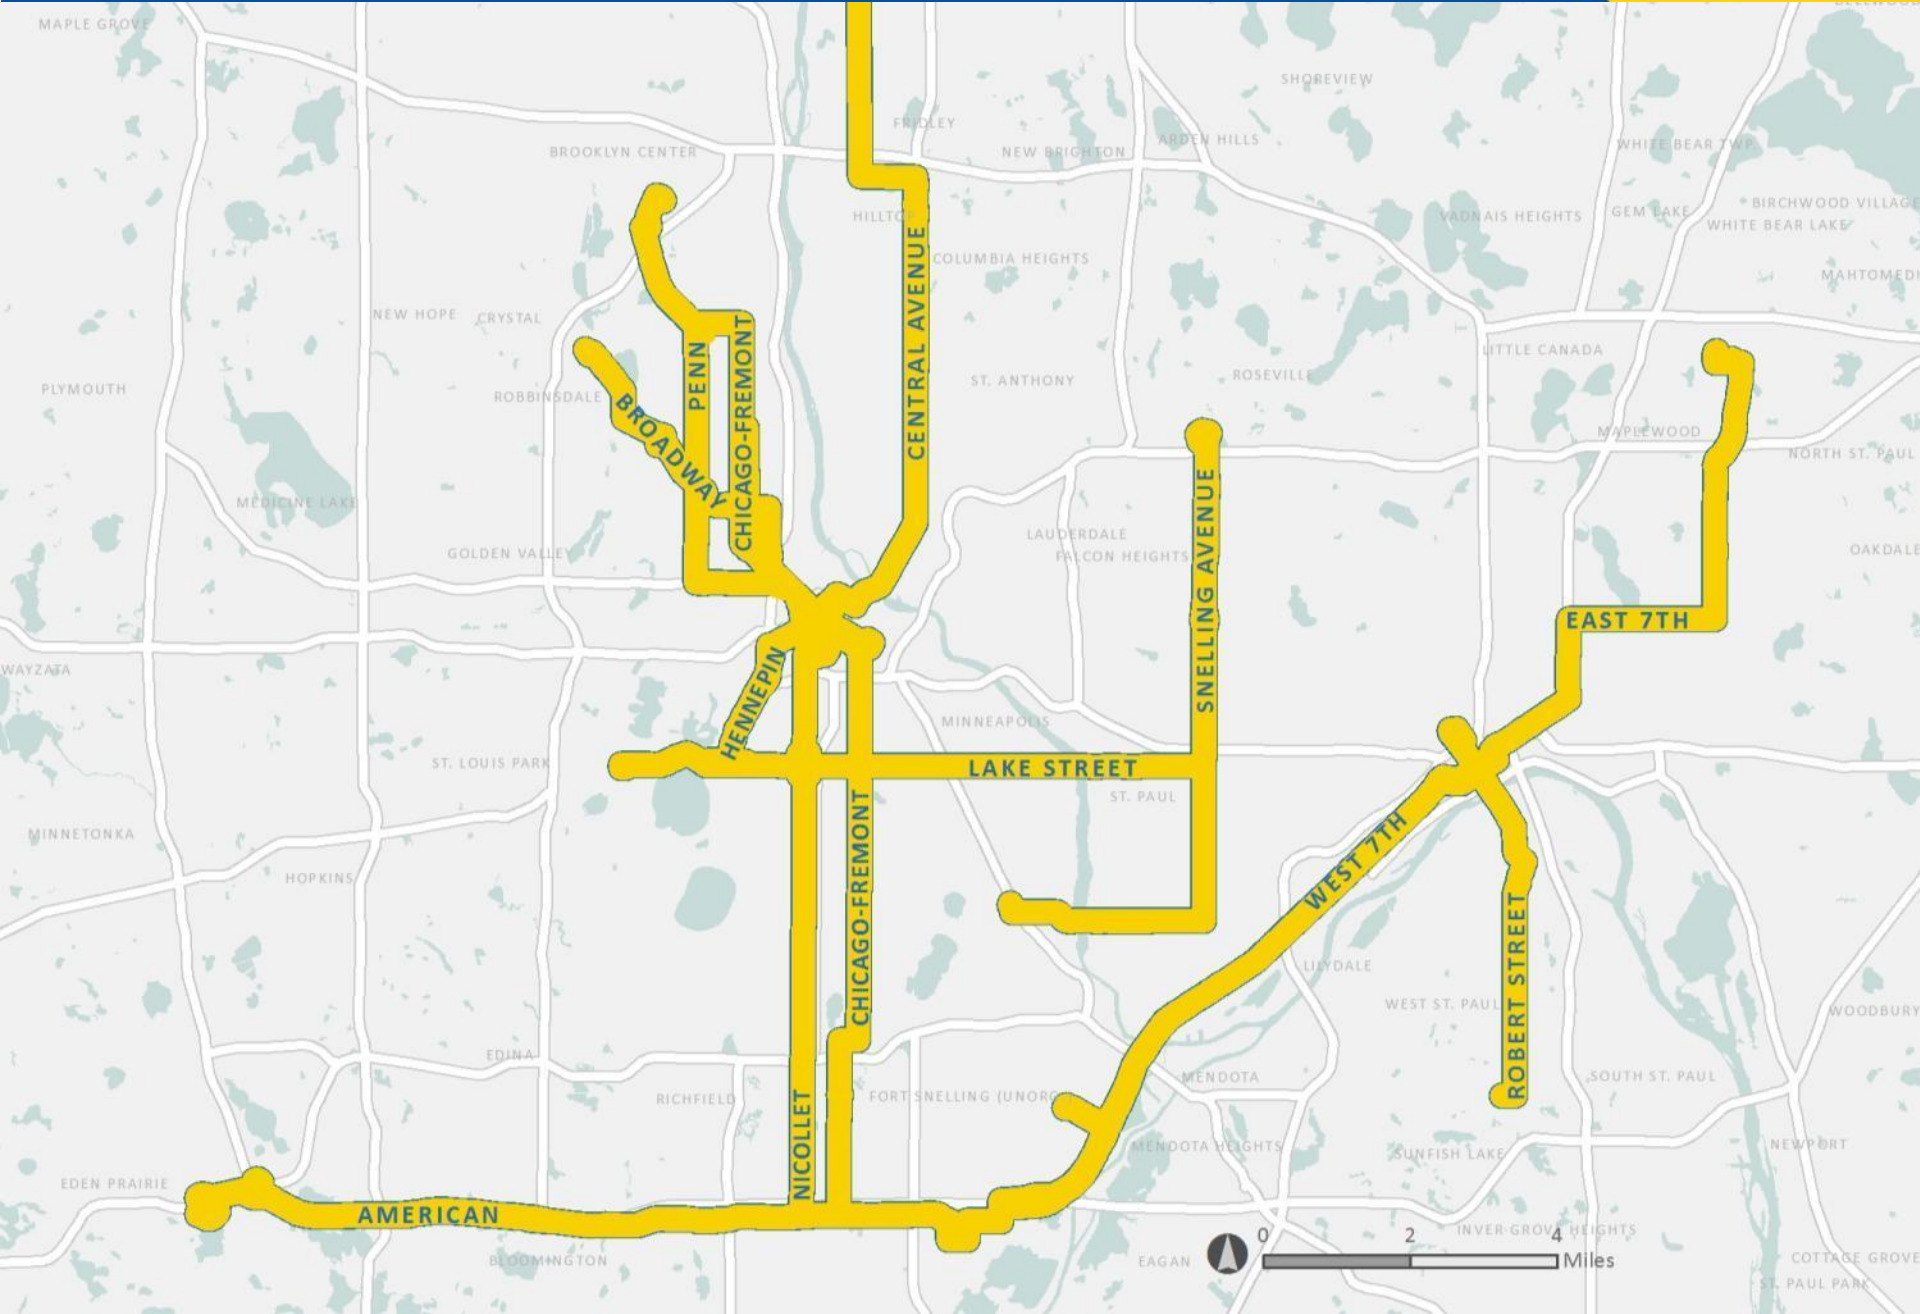 DELLWOOD
MAPLE GROVE
SHOREVIEW
FRIDLEY
ARDEN HILLS
WHITE BEAR TWP.
BROOKLYN CENTER
NEW BRIGHTON
BIRCHWOOD VILLAGE
HILLTOP
VADNAIS HEIGHTS
GEM LAKE
WHITE BEAR LAKE
COLUMBIA HEIGHTS
MAHTOMEDI
CENTRAL AVENUE
NEW HOPE
CRYSTAL
LITTLE CANADA
PENN
CHICAGO-FREMONT
ST. ANTHONY
ROSEVILLE
PLYMOUTH
ROBBINSDALE
BROADWAY
MAPLEWOOD
NORTH ST. PAUL
MEDICINE LAKE
LAUDERDALE
GOLDEN VALLEY
FALCON HEIGHTS
OAKDALE
SNELLING AVENUE
EAST 7TH
WAYZATA
HENNEPIN
MINNEAPOLIS
ST. LOUIS PARK
LAKE STREET
ST. PAUL
MINNETONKA
WEST 7TH
HOPKINS
CHICAGO-FREMONT
LILYDALE
ROBERT STREET
WEST ST. PAUL
WOODBURY
EDINA
MENDOTA
SOUTH ST. PAUL
RICHFIELD
FORT SNELLING (UNORG.)
NICOLLET
MENDOTA HEIGHTS
SUNFISH LAKE
NEWPORT
EDEN PRAIRIE
AMERICAN
INVER GROVE HEIGHTS
0 2 4
Miles
BLOOMINGTON
EAGAN
COTTAGE GROVE
ST. PAUL PARK